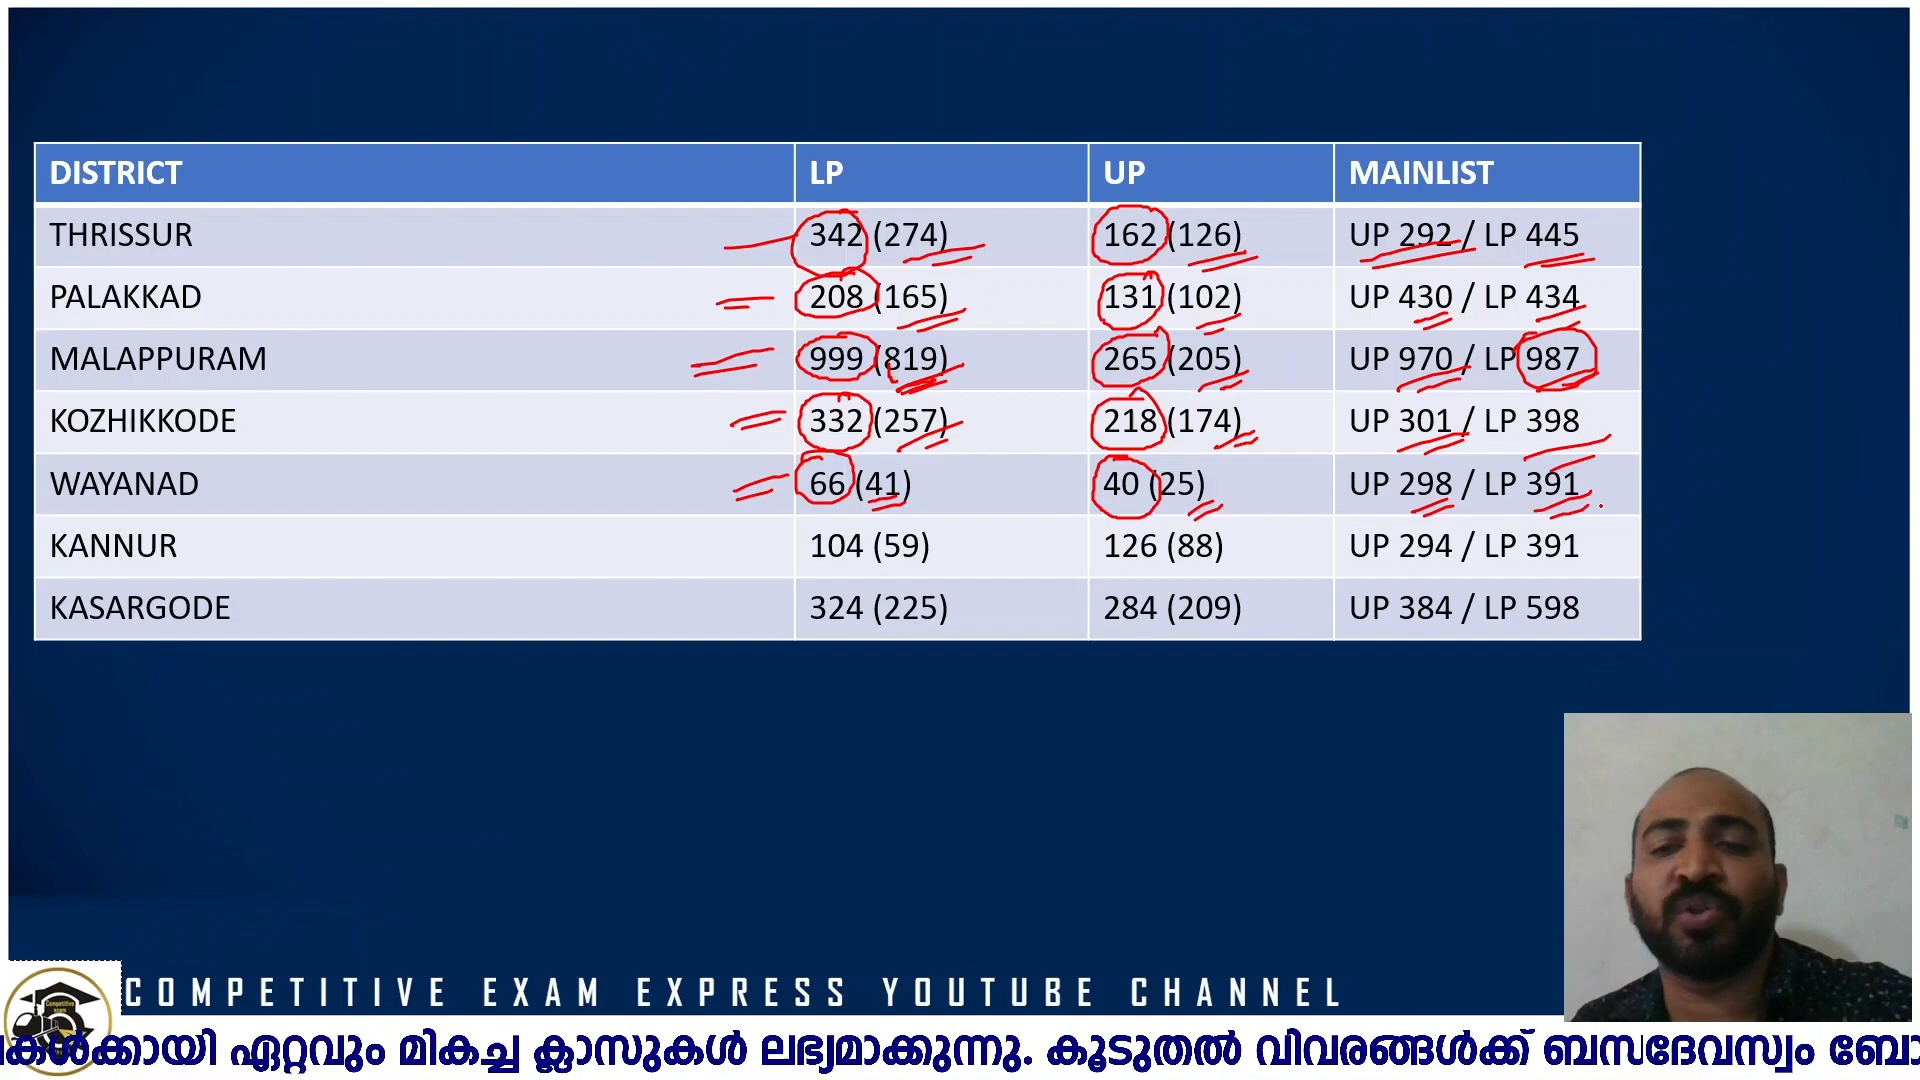 DISTRICT LP UP MAINLIST
THRISSUR 342 (274) 162 (126) UP 292 / LP 445
PALAKKAD 208 (165) 131 (102) UP 430 / LP 434
MALAPPURAM 999 (819) 265 (205) UP 970 / LP 987
KOZHIKKODE 332 (257) 218 (174) UP 301 / LP 398
WAYANAD 66 (41) 40 (25) UP 298 / LP 391
KANNUR 104 (59) 126 (88) UP 294 / LP 391
KASARGODE 324 (225) 284 (209) UP 384 / LP 598
COMPETITIVE EXAM EXPRESS YOUTUBE CHANNEL
ഏറ്റവും മികച്ച ക്ലാസുകൾ ലഭ്യമാക്കുന്നു. കൂടുതൽ വിവരങ്ങൾക്ക് ബസദേവസ്വം